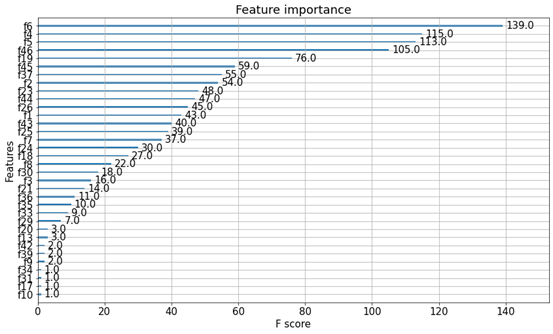 Feature importance
f6 139.0
f4 115.0
f5 113.0
f46 105.0
f19 76.0
f45 59.0
f37 55.0
f2 54.0
f23 48.0
f44 47.0
f26 45.0
f1 43.0
f43 40.0
f25 39.0
f7 37.0
f24 30.0
f18 27.0
f8 22.0
f30 18.0
f3 16.0
f21 14.0
f36 11.0
f35 10.0
f33 9.0
f29 7.0
f20 3.0
f13 3.0
f42 2.0
f39 2.0
f9 2.0
f34 1.0
f31 1.0
f17 1.0
f10 1.0
Features
0 20 40 60 80 100 120 140
F score